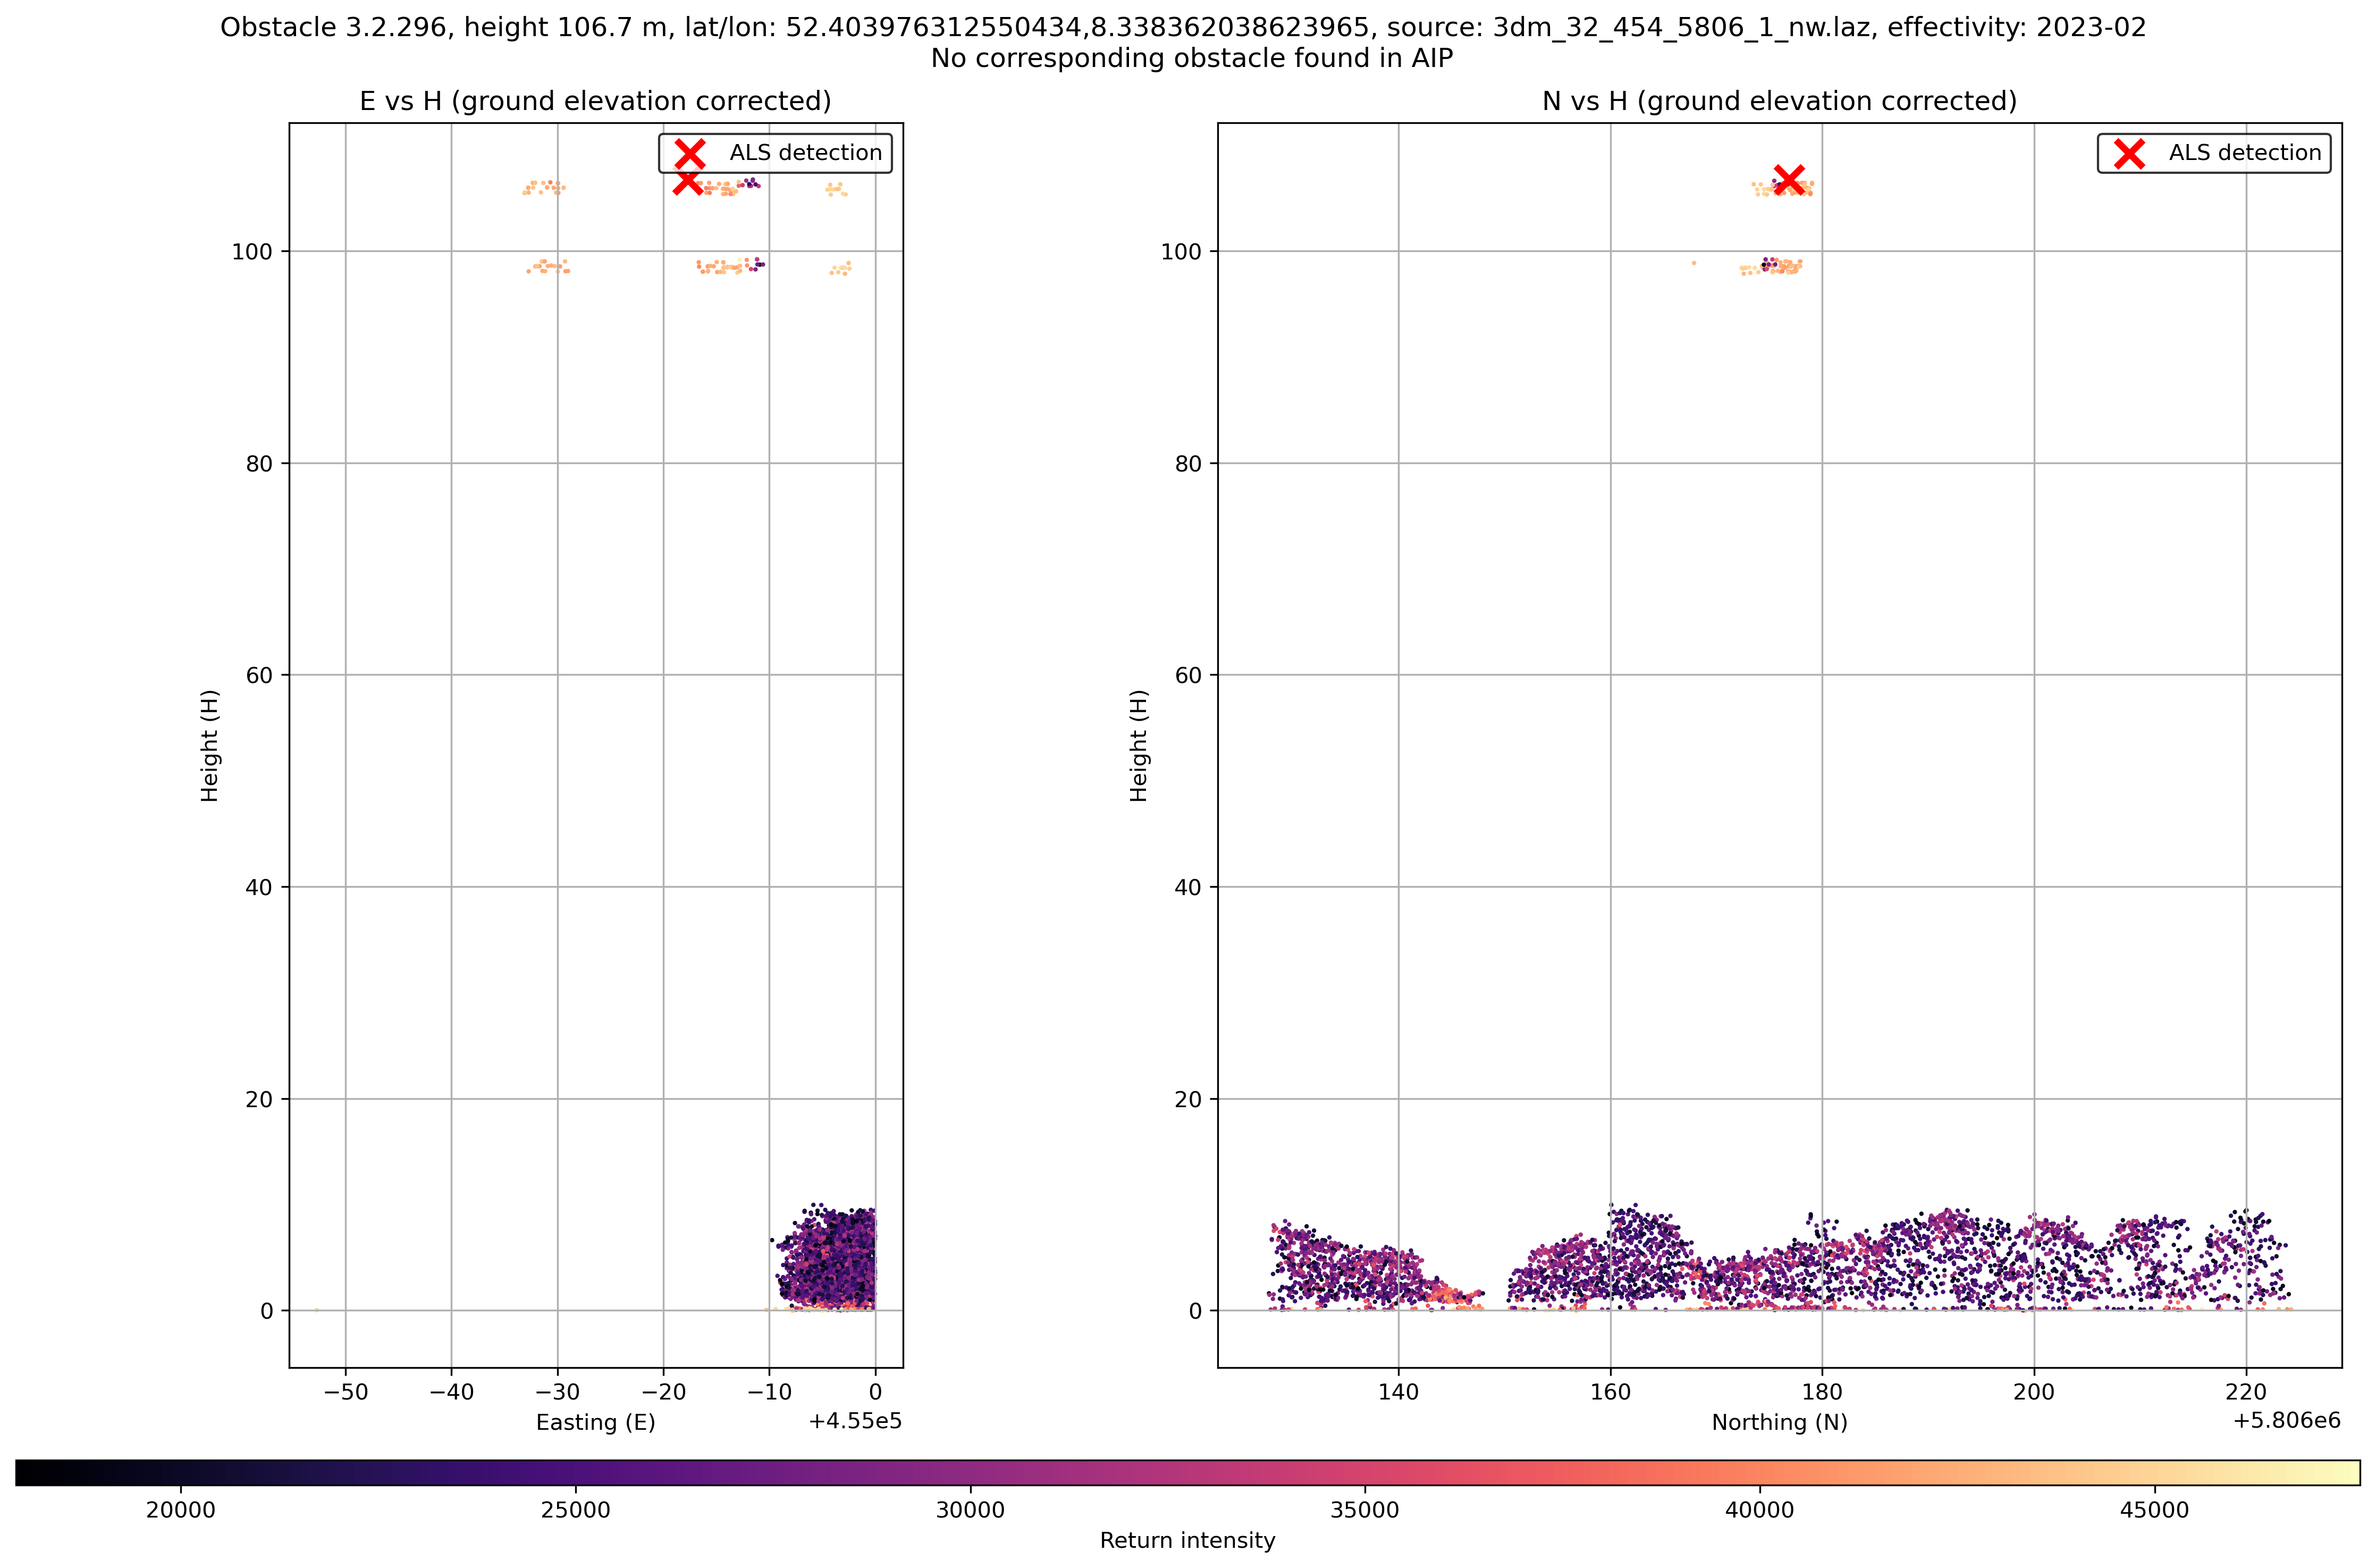 Obstacle 3.2.296, height 106.7 m, lat/lon: 52.403976312550434,8.338362038623965, source: 3dm_32_454_5806_1_nw.laz, effectivity: 2023-02
No corresponding obstacle found in AIP
E vs H (ground elevation corrected)
ALS detection
100
80
60
40
20
0
Height (H)
−50 −40 −30 −20 −10 0
Easting (E)
+4.55e5
N vs H (ground elevation corrected)
ALS detection
100
80
60
40
20
0
Height (H)
140 160 180 200 220
Northing (N)
+5.806e6
20000 25000 30000 35000 40000 45000
Return intensity